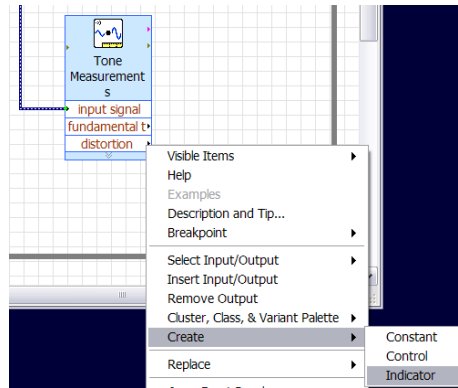 Tone
Measurement
s
input signal
fundamental t
distortion
Visible Items
Help
Examples
Description and Tip...
Breakpoint
Select Input/Output
Insert Input/Output
Remove Output
Cluster, Class, & Variant Palette
Create
Constant
Control
Replace
Indicator